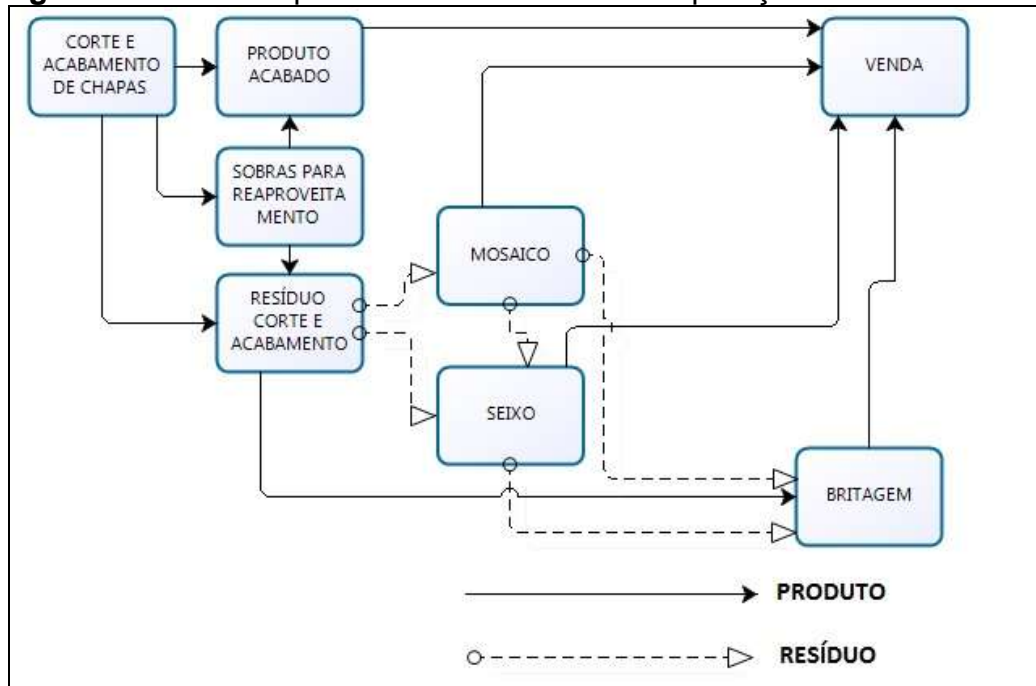 CORTE E
ACABAMENTO
DE CHAPAS
PRODUTO
ACABADO
VENDA
SOBRAS PARA
REAPROVEITA
MENTO
MOSAICO
RESÍDUO
CORTE E
ACABAMENTO
SEIXO
BRITAGEM
PRODUTO
RESÍDUO